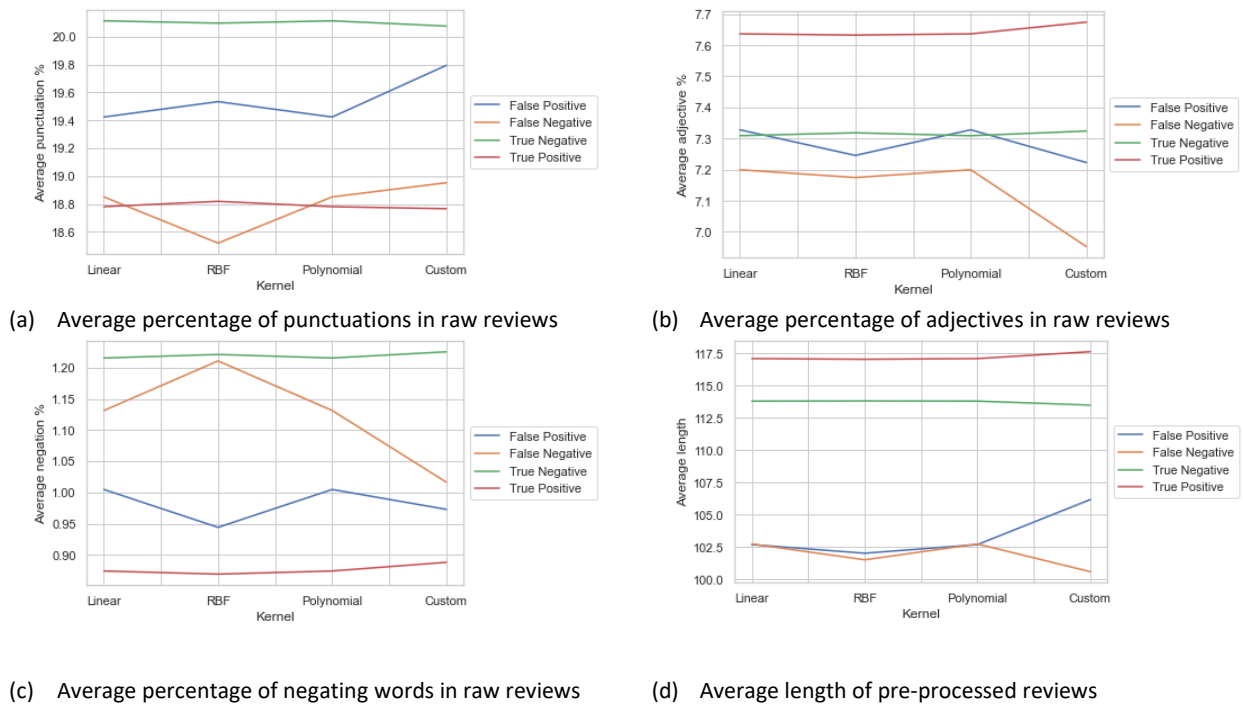 Average punctuation %
20.0
19.8
19.6
19.4
19.2
19.0
18.8
18.6
Linear RBF Polynomial Custom
Kernel
False Positive
False Negative
True Negative
True Positive
(a) Average percentage of punctuations in raw reviews
Average adjective %
7.7
7.6
7.5
7.4
7.3
7.2
7.1
7.0
Linear RBF Polynomial Custom
Kernel
False Positive
False Negative
True Negative
True Positive
(b) Average percentage of adjectives in raw reviews
Average negation %
1.20
1.15
1.10
1.05
1.00
0.95
0.90
Linear RBF Polynomial Custom
Kernel
False Positive
False Negative
True Negative
True Positive
(c) Average percentage of negating words in raw reviews
Average length
117.5
115.0
112.5
110.0
107.5
105.0
102.5
100.0
Linear RBF Polynomial Custom
Kernel
False Positive
False Negative
True Negative
True Positive
(d) Average length of pre-processed reviews